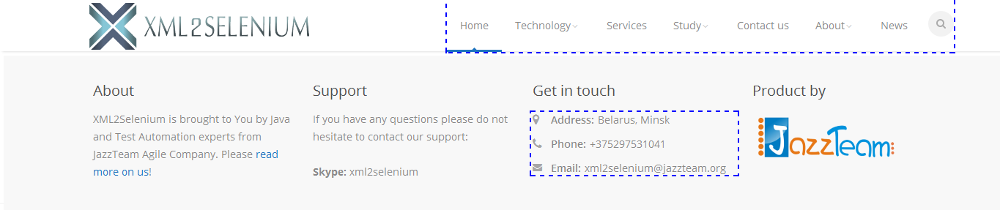 XML2SELENIUM
Home Technology Services Study Contact us About News
About
XML2Selenium is brought to You by Java
and Test Automation experts from
JazzTeam Agile Company. Please read
more on us!
Support
If you have any questions please do not
hesitate to contact our support:
Skype: xml2selenium
Get in touch
Address: Belarus, Minsk
Phone: +375297531041
Email: xml2selenium@jazzteam.org
Product by
JazzTeam